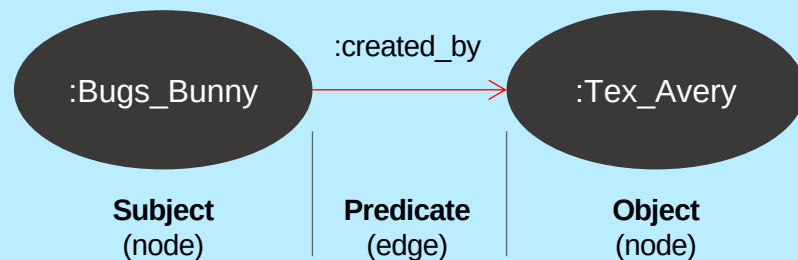 :created_by
:Bugs_Bunny :Tex_Avery
Subject Predicate Object
(node) (edge) (node)